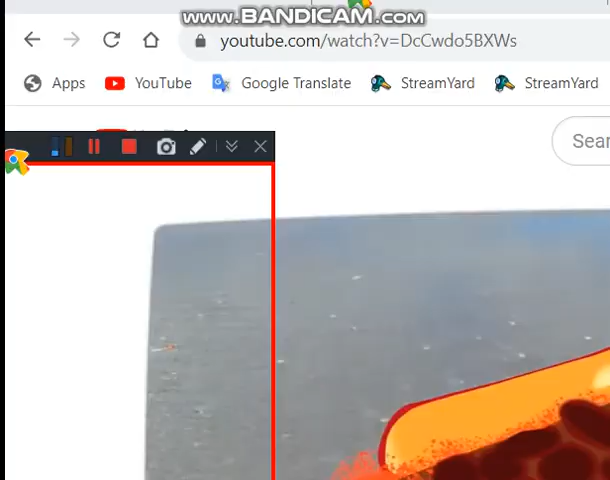 www.BANDICAM.com
youtube.com/watch?v=DcCwdo5BXWs
Apps YouTube Google Translate StreamYard StreamYard
Sear